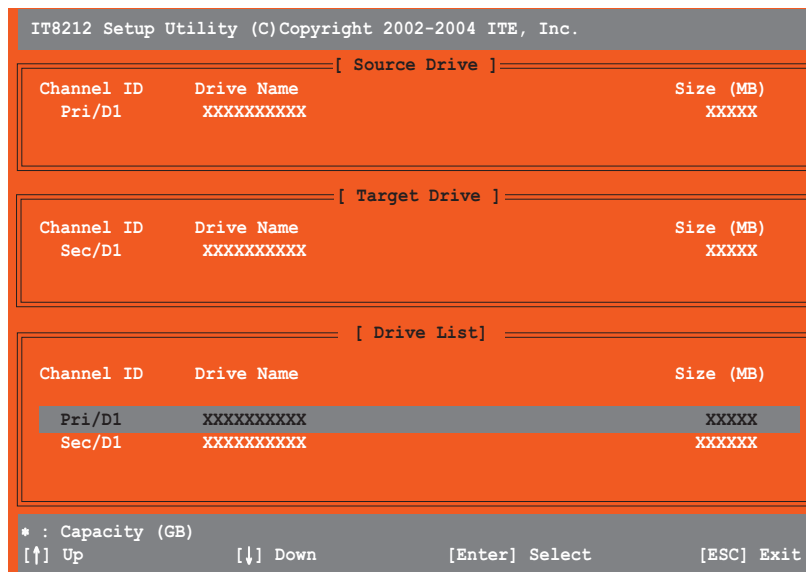 IT8212 Setup Utility (C)Copyright 2002-2004 ITE, Inc.
[ Source Drive ]
Channel ID Drive Name Size (MB)
Pri/D1 XXXXXXXXXX XXXXX
[ Target Drive ]
Channel ID Drive Name Size (MB)
Sec/D1 XXXXXXXXXX XXXXX
[ Drive List]
Channel ID Drive Name Size (MB)
Pri/D1 XXXXXXXXXX XXXXX
Sec/D1 XXXXXXXXXX XXXXXX
* : Capacity (GB)
[↑] Up [↓] Down [Enter] Select [ESC] Exit